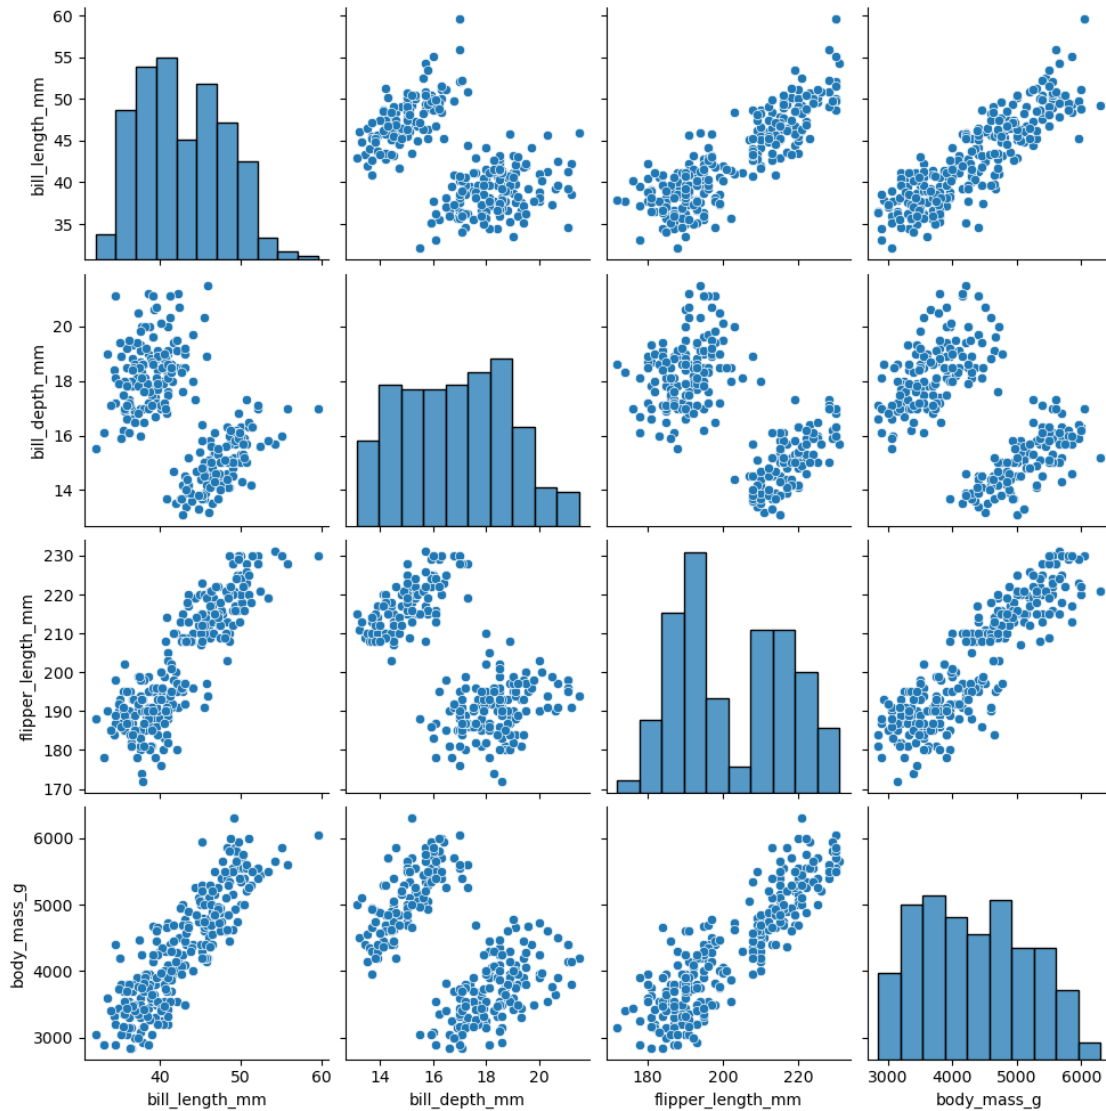 60
55
50
45
40
35
bill_length_mm
20
18
16
14
bill_depth_mm
230
220
210
200
190
180
170
flipper_length_mm
6000
5000
4000
3000
body_mass_g
40 50 60
14 16 18 20
180 200 220
3000 4000 5000 6000
bill_length_mm
bill_depth_mm
flipper_length_mm
body_mass_g